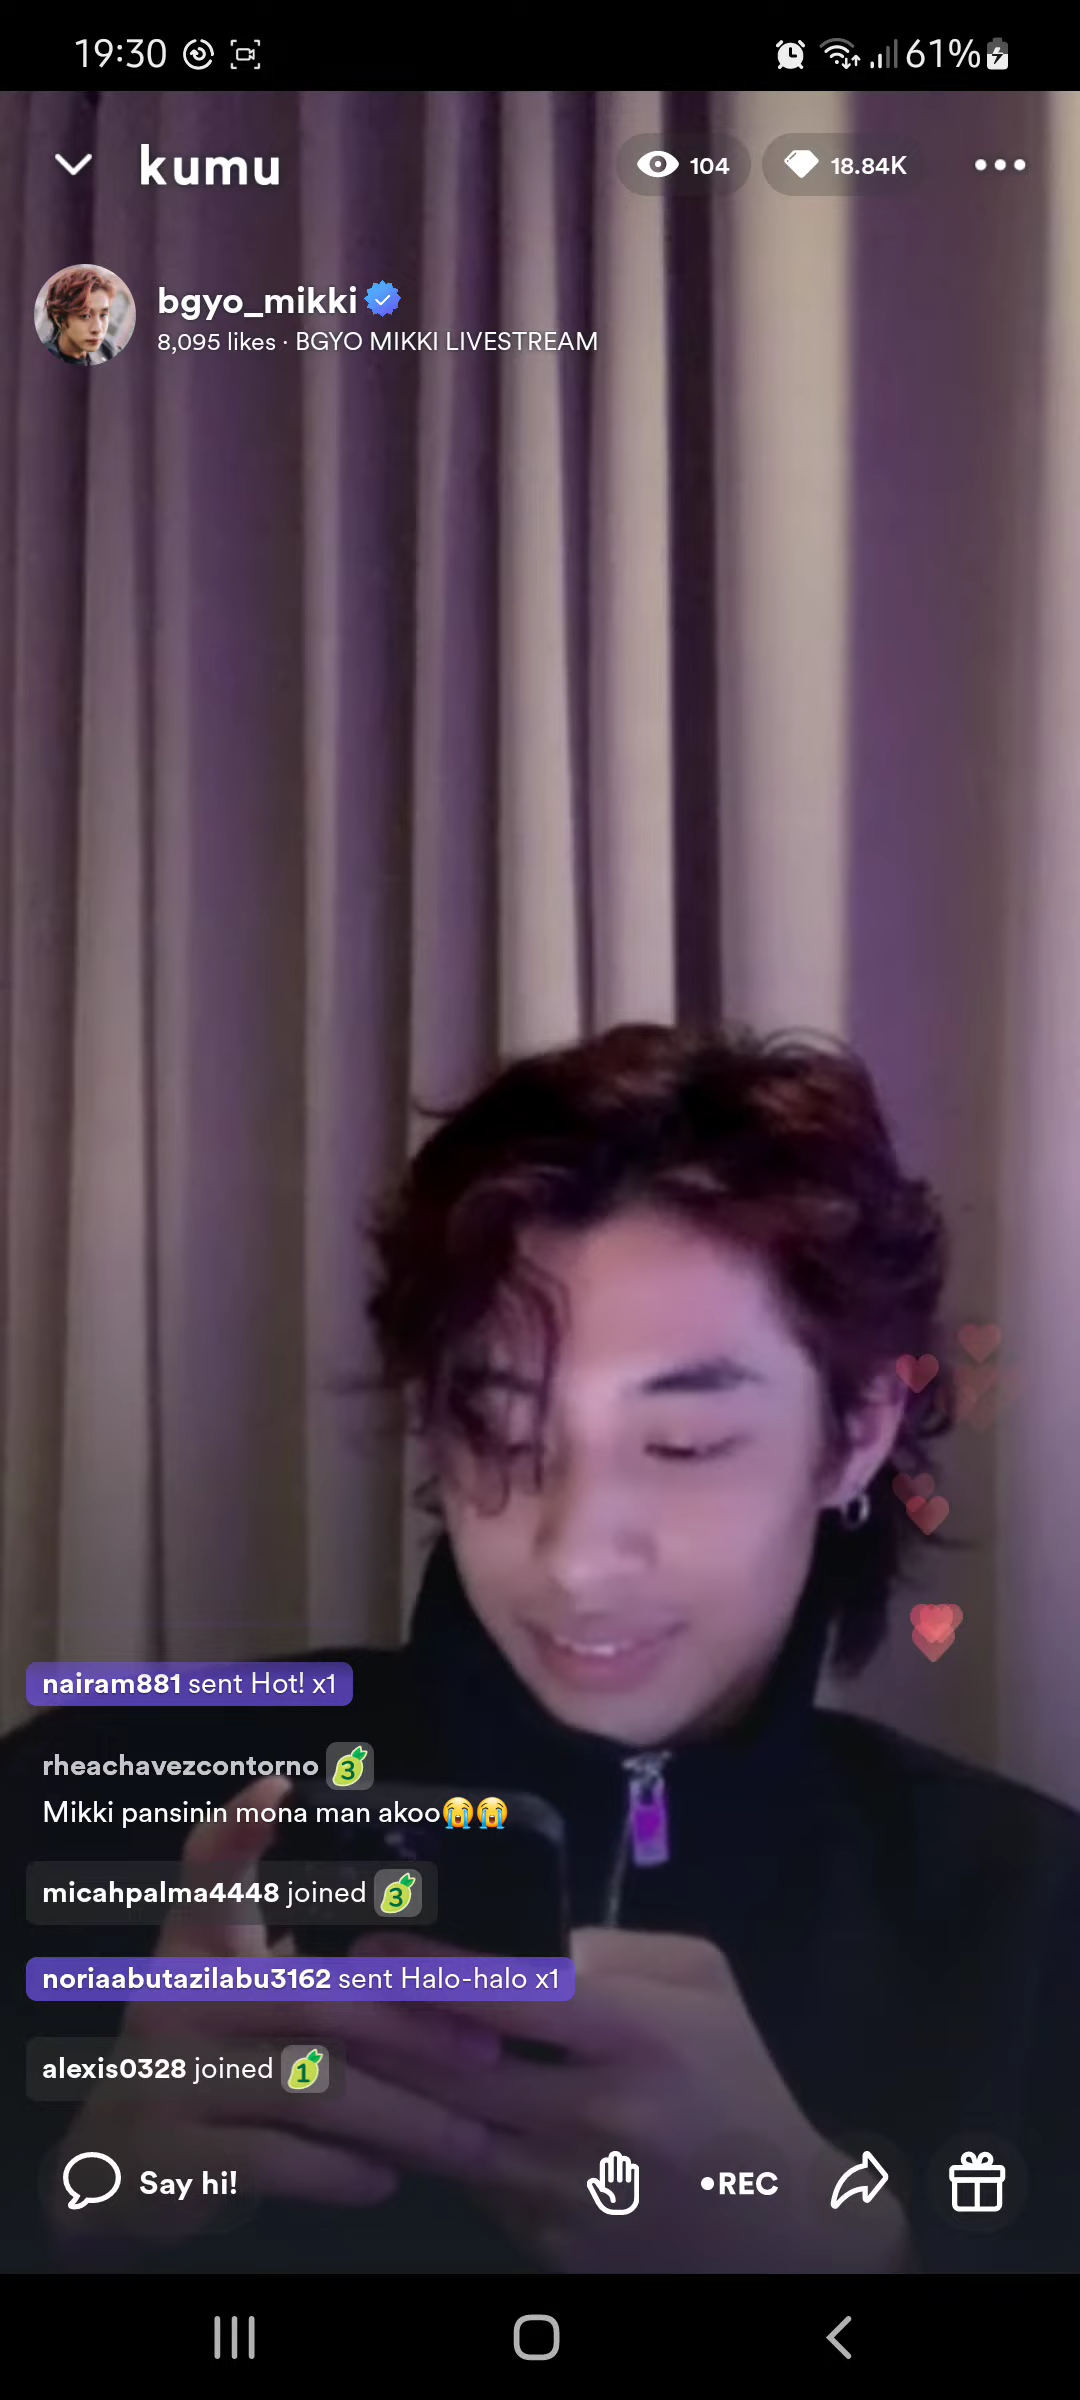 19:30
61%
kumu
104
18.84K
bgyo_mikki
8,095 likes · BGYO MIKKI LIVESTREAM
nairam881 sent Hot! x1
rheachavezcontorno 3
Mikki pansinin mona man akoo😭😭
micahpalma4448 joined 3
noriaabutazilabu3162 sent Halo-halo x1
alexis0328 joined 1
Say hi!
•REC